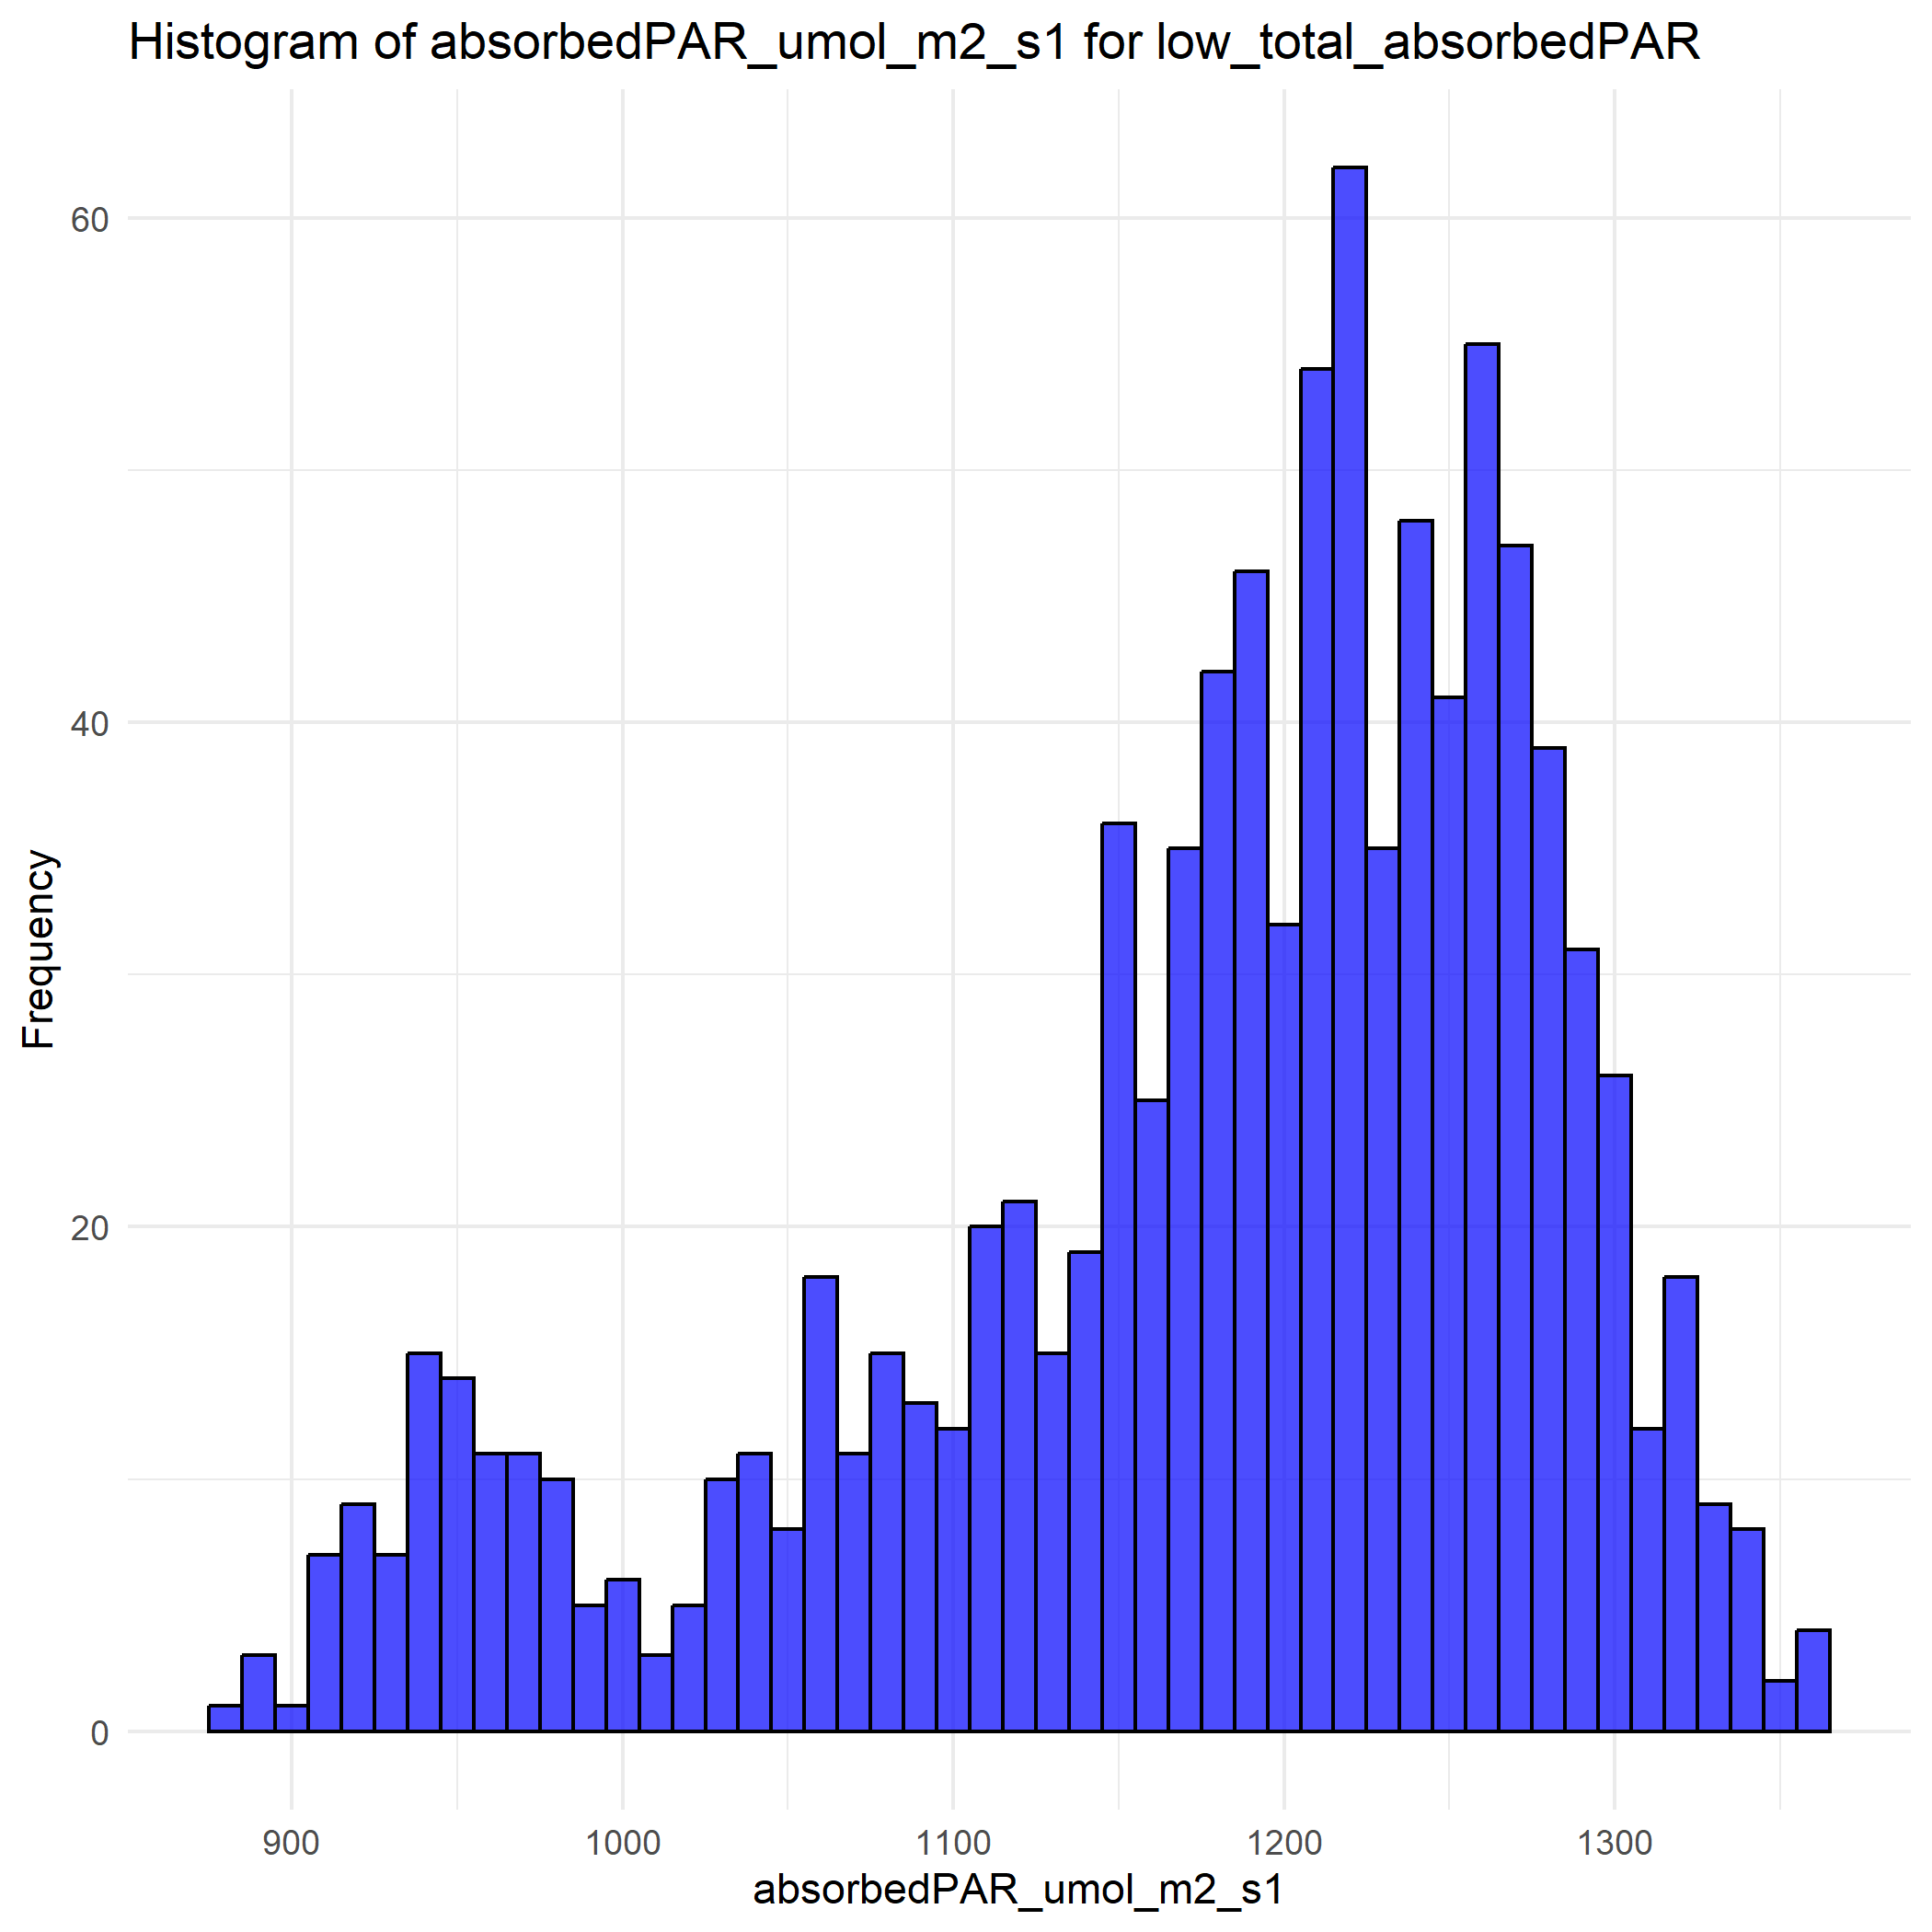 Histogram of absorbedPAR_umol_m2_s1 for low_total_absorbedPAR
60
40
20
0
Frequency
900 1000 1100 1200 1300
absorbedPAR_umol_m2_s1